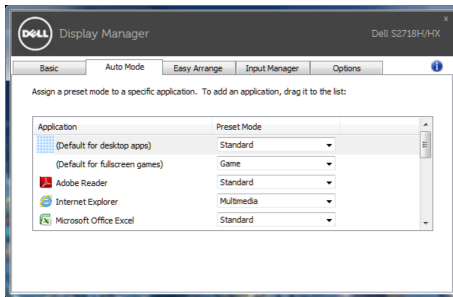 DELL Display Manager Dell S2718H/HX
x
Basic Auto Mode Easy Arrange Input Manager Options i
Assign a preset mode to a specific application. To add an application, drag it to the list:
Application Preset Mode
(Default for desktop apps) Standard
(Default for fullscreen games) Game
Adobe Reader Standard
Internet Explorer Multimedia
Microsoft Office Excel Standard